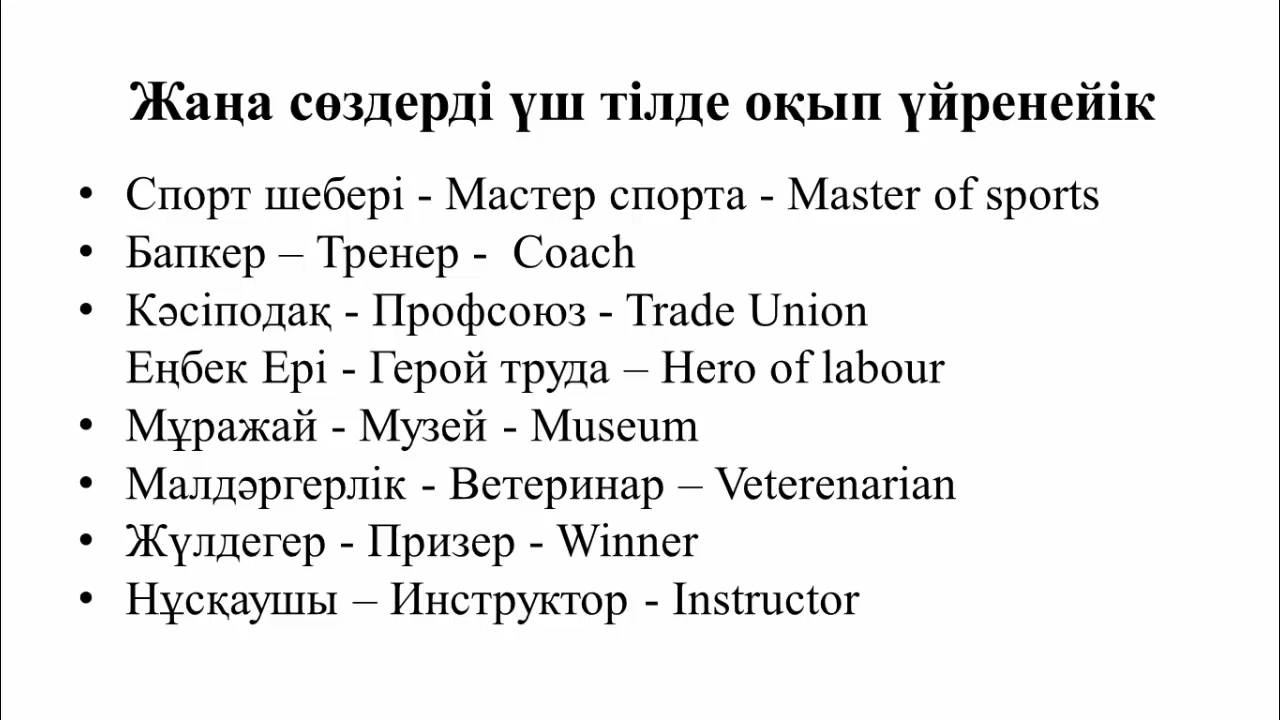 Жаңа сөздерді үш тілде оқып үйренейік
• Спорт шебері - Мастер спорта - Master of sports
• Бапкер – Тренер - Coach
• Кәсіподақ - Профсоюз - Trade Union
Еңбек Ері - Герой труда – Hero of labour
• Мұражай - Музей - Museum
• Малдәргерлік - Ветеринар – Veterenarian
• Жүлдегер - Призер - Winner
• Нұсқаушы – Инструктор - Instructor